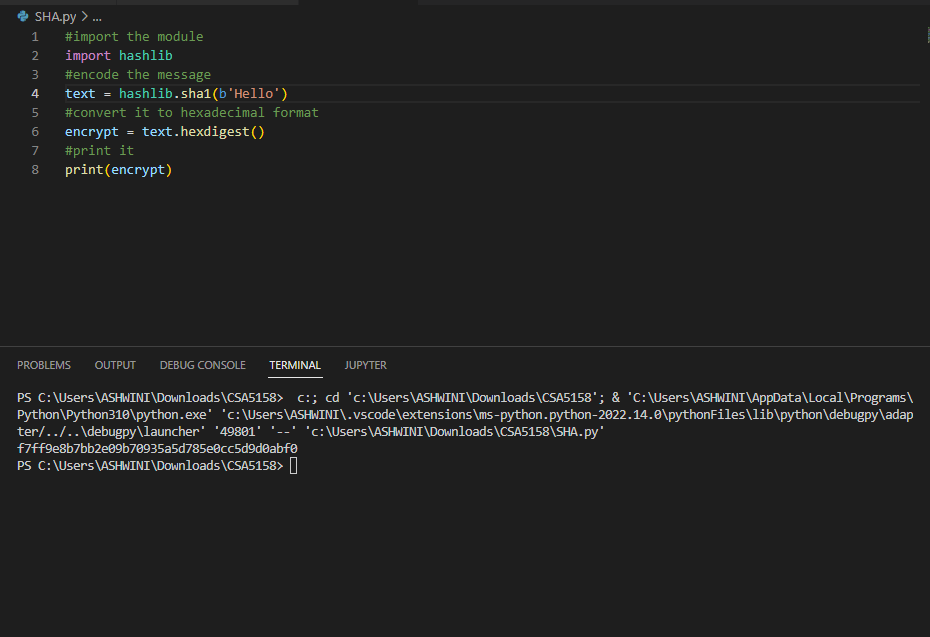 SHA.py > ...
1 #import the module
2 import hashlib
3 #encode the message
4 text = hashlib.sha1(b'Hello')
5 #convert it to hexadecimal format
6 encrypt = text.hexdigest()
7 #print it
8 print(encrypt)
PROBLEMS OUTPUT DEBUG CONSOLE TERMINAL JUPYTER
PS C:\Users\ASHWINI\Downloads\CSA5158>  c:; cd 'c:\Users\ASHWINI\Downloads\CSA5158'; & 'C:\Users\ASHWINI\AppData\Local\Programs\
Python\Python310\python.exe' 'c:\Users\ASHWINI\.vscode\extensions\ms-python.python-2022.14.0\pythonFiles\lib\python\debugpy\adap
ter/../..\debugpy\launcher' '49801' '--' 'c:\Users\ASHWINI\Downloads\CSA5158\SHA.py'
f7ff9e8b7bb2e09b70935a5d785e0cc5d9d0abf0
PS C:\Users\ASHWINI\Downloads\CSA5158>